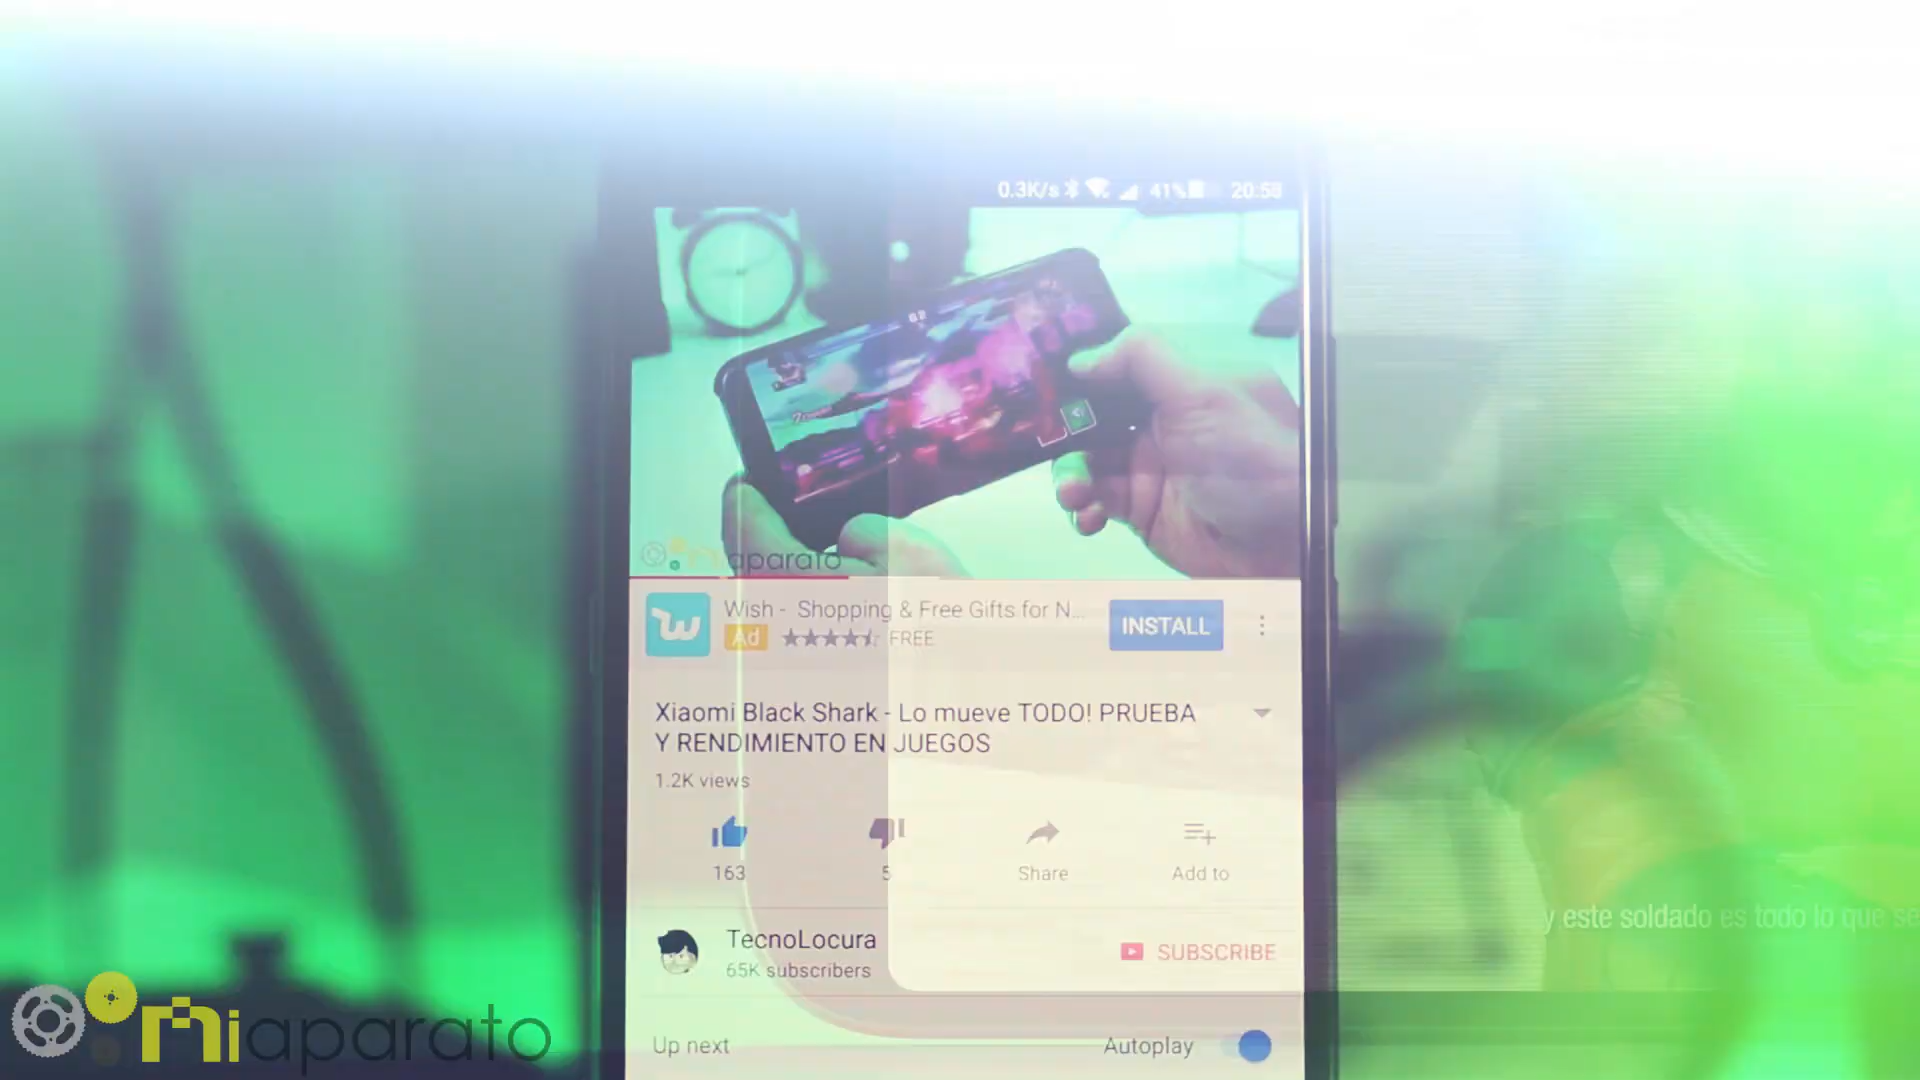 0.3K/s 41% 20:58
miaparato
Wish - Shopping & Free Gifts for N...
INSTALL
Ad
FREE
Xiaomi Black Shark - Lo mueve TODO! PRUEBA
Y RENDIMIENTO EN JUEGOS
1.2K views
163
5
Share
Add to
y este soldado es todo lo que se
TecnoLocura
65K subscribers
SUBSCRIBE
miaparato
Up next
Autoplay